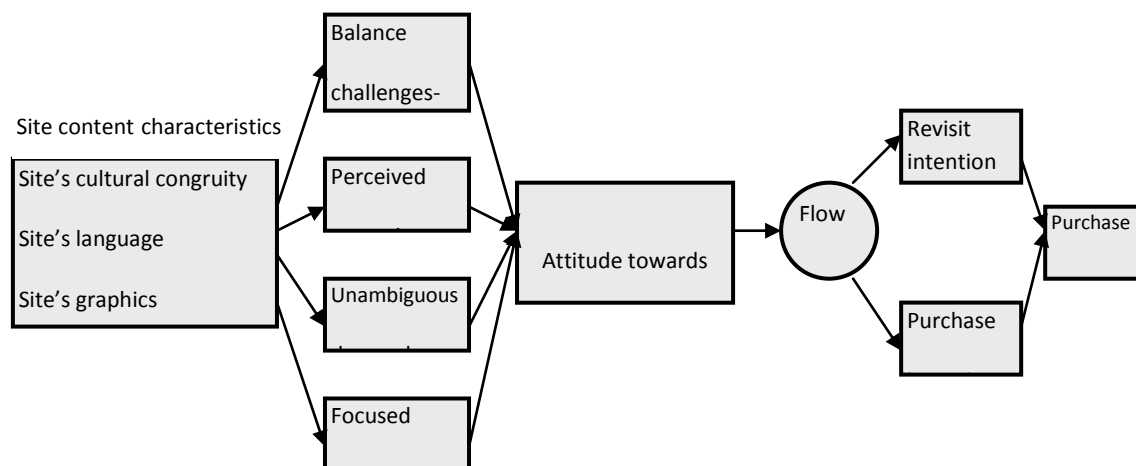 Site content characteristics
Site’s cultural congruity
Site’s language
Site’s graphics
Balance
challenges-
Perceived
Unambiguous
Focused
Attitude towards
Flow
Revisit
intention
Purchase
Purchase